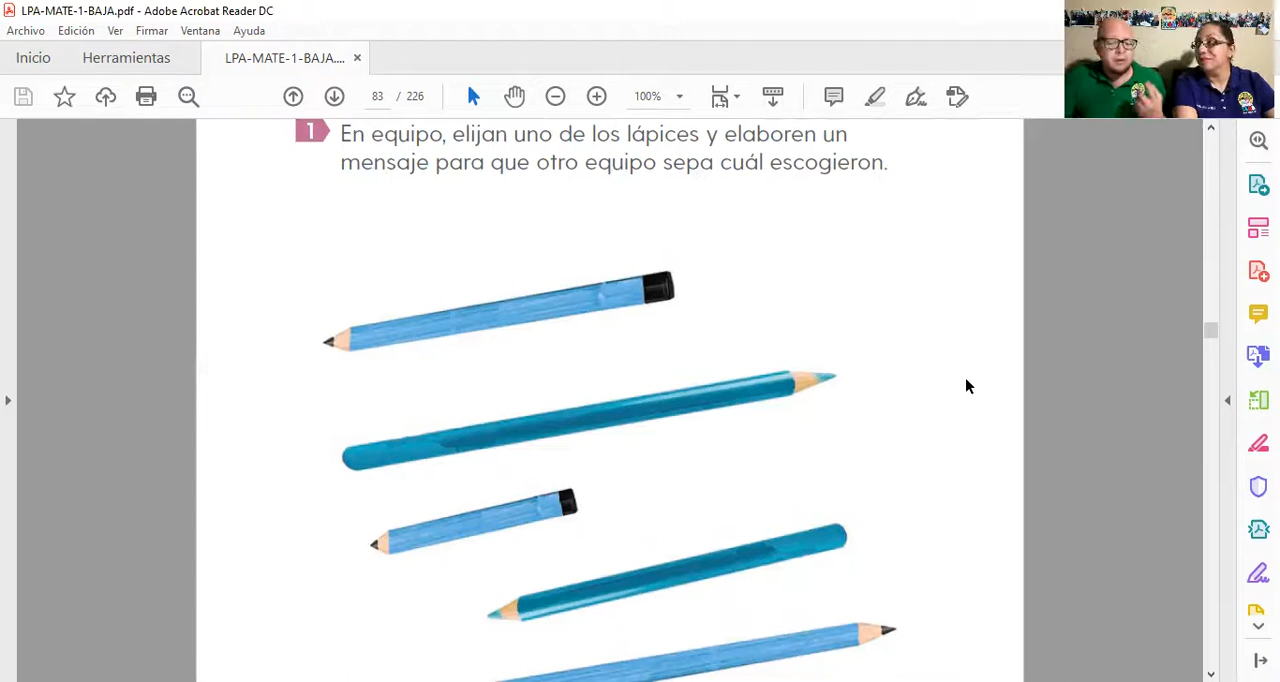 LPA-MATE-1-BAJA.pdf - Adobe Acrobat Reader DC
Archivo Edición Ver Firmar Ventana Ayuda
Inicio Herramientas LPA-MATE-1-BAJA.... ×
83 / 226 100%
1 En equipo, elijan uno de los lápices y elaboren un
mensaje para que otro equipo sepa cuál escogieron.